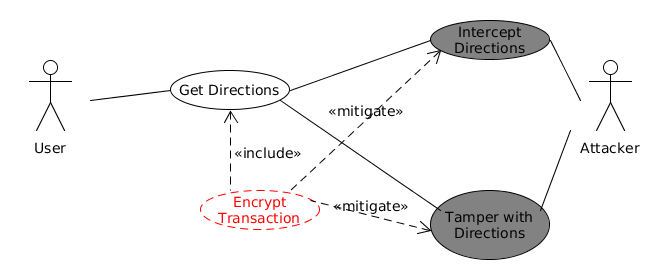 Intercept
Directions
Get Directions
«mitigate»
User
Attacker
«include»
Encrypt
Transaction
«mitigate»
Tamper with
Directions